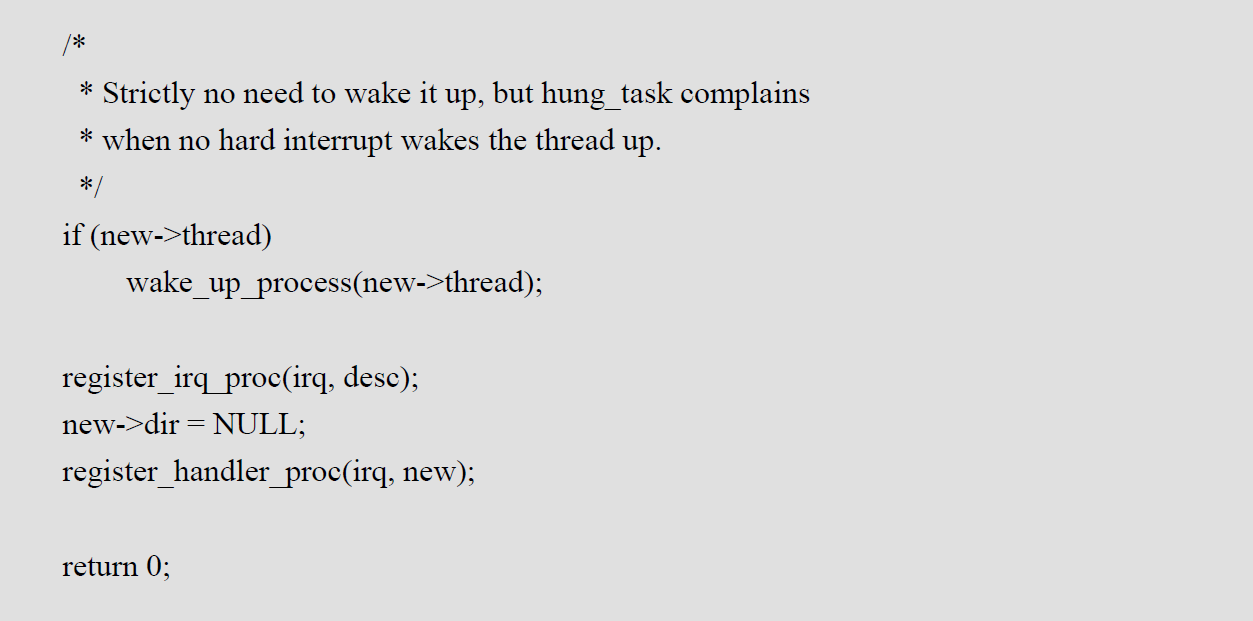 /*
* Strictly no need to wake it up, but hung_task complains
* when no hard interrupt wakes the thread up.
*/
if (new->thread)
wake_up_process(new->thread);
register_irq_proc(irq, desc);
new->dir = NULL;
register_handler_proc(irq, new);
return 0;